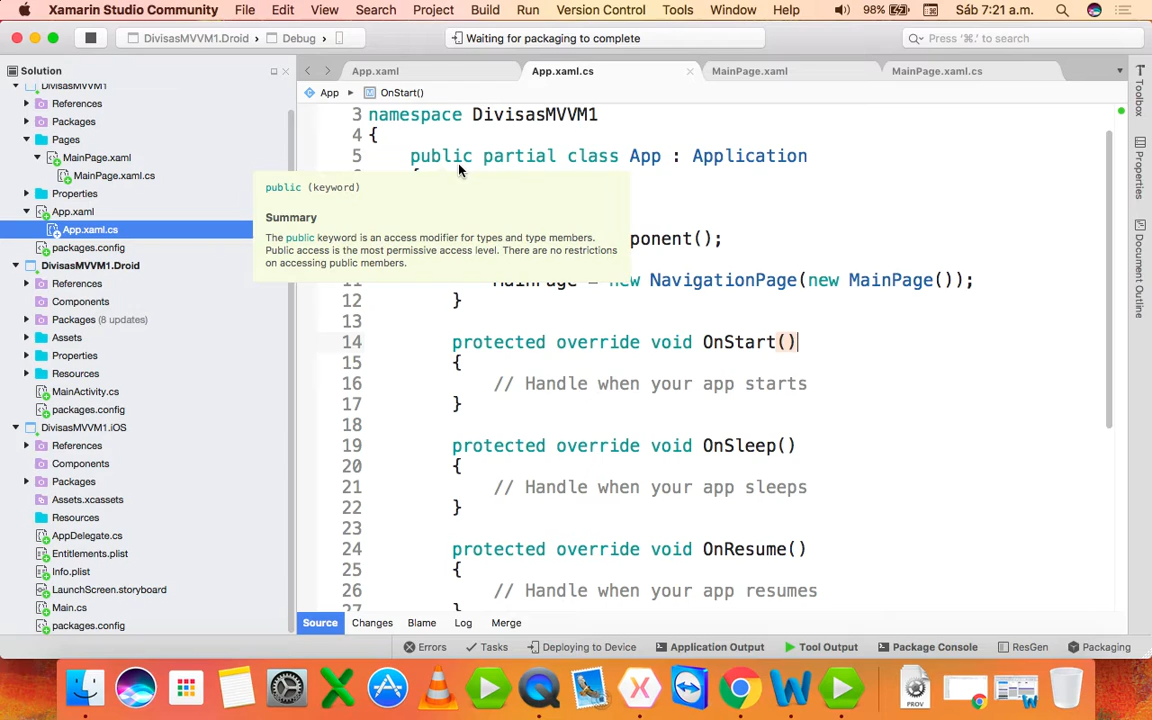 Xamarin Studio Community File Edit View Search Project Build Run Version Control Tools Window Help 98% Sáb 7:21 a.m.
DivisasMVVM1.Droid > Debug > Waiting for packaging to complete Press '⌘.' to search
Solution
App.xaml App.xaml.cs MainPage.xaml MainPage.xaml.cs
App OnStart()
DivisasMVVM1
References
Packages
Pages
MainPage.xaml
MainPage.xaml.cs
Properties
App.xaml
App.xaml.cs
packages.config
DivisasMVVM1.Droid
References
Components
Packages (8 updates)
Assets
Properties
Resources
MainActivity.cs
packages.config
DivisasMVVM1.iOS
References
Components
Packages
Assets.xcassets
Resources
AppDelegate.cs
Entitlements.plist
Info.plist
LaunchScreen.storyboard
Main.cs
packages.config
3 namespace DivisasMVVM1
4 {
5 public partial class App : Application
public (keyword)
Summary
The public keyword is an access modifier for types and type members.
Public access is the most permissive access level. There are no restrictions
on accessing public members.
ponent();
MainPage = new NavigationPage(new MainPage());
12 }
13
14 protected override void OnStart()
15 {
16 // Handle when your app starts
17 }
18
19 protected override void OnSleep()
20 {
21 // Handle when your app sleeps
22 }
23
24 protected override void OnResume()
25 {
26 // Handle when your app resumes
27 }
Source Changes Blame Log Merge
Errors Tasks Deploying to Device Application Output Tool Output Package Console ResGen Packaging
Toolbox
Properties
Document Outline
PROV